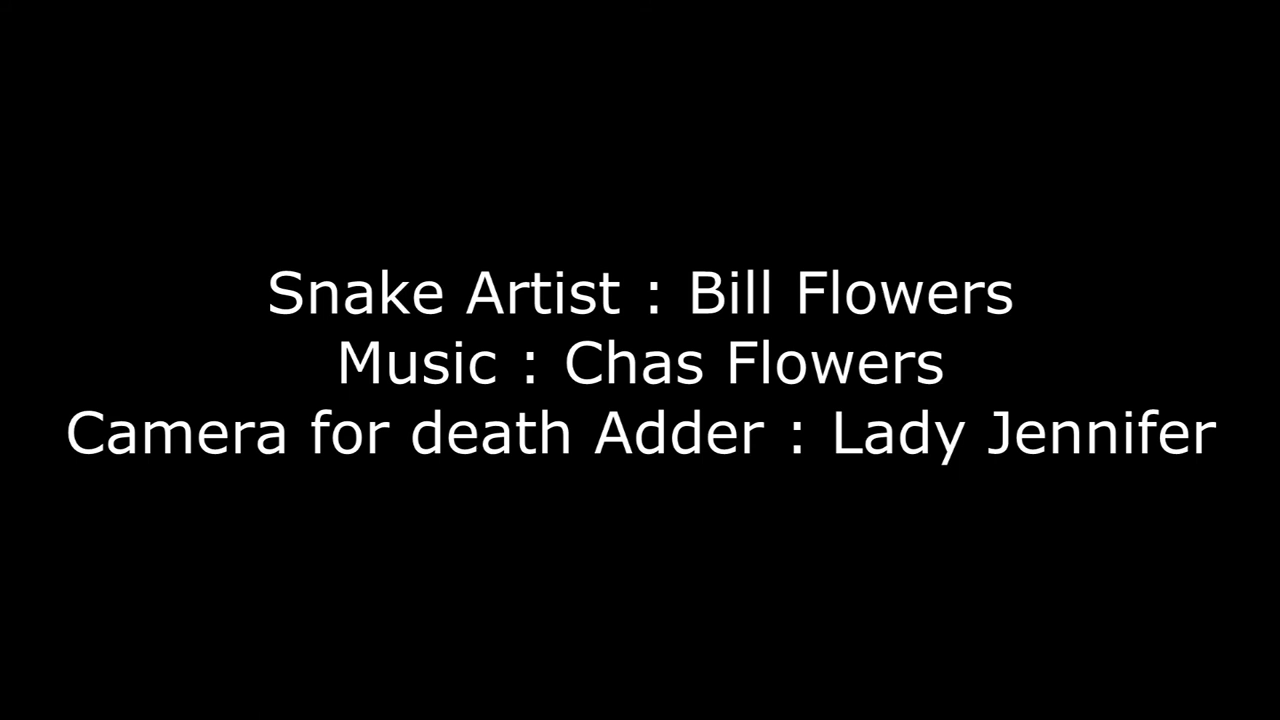 Snake Artist : Bill Flowers
Music : Chas Flowers
Camera for death Adder : Lady Jennifer